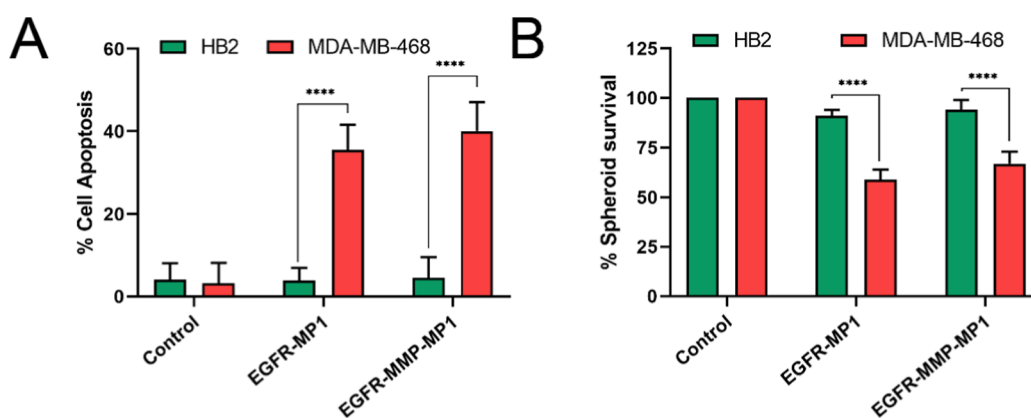 A
HB2 MDA-MB-468
% Cell Apoptosis
60
40
20
0
****
****
Control
EGFR-MP1
EGFR-MMP-MP1
B
HB2 MDA-MB-468
% Spheroid survival
125
100
75
50
25
0
****
****
Control
EGFR-MP1
EGFR-MMP-MP1